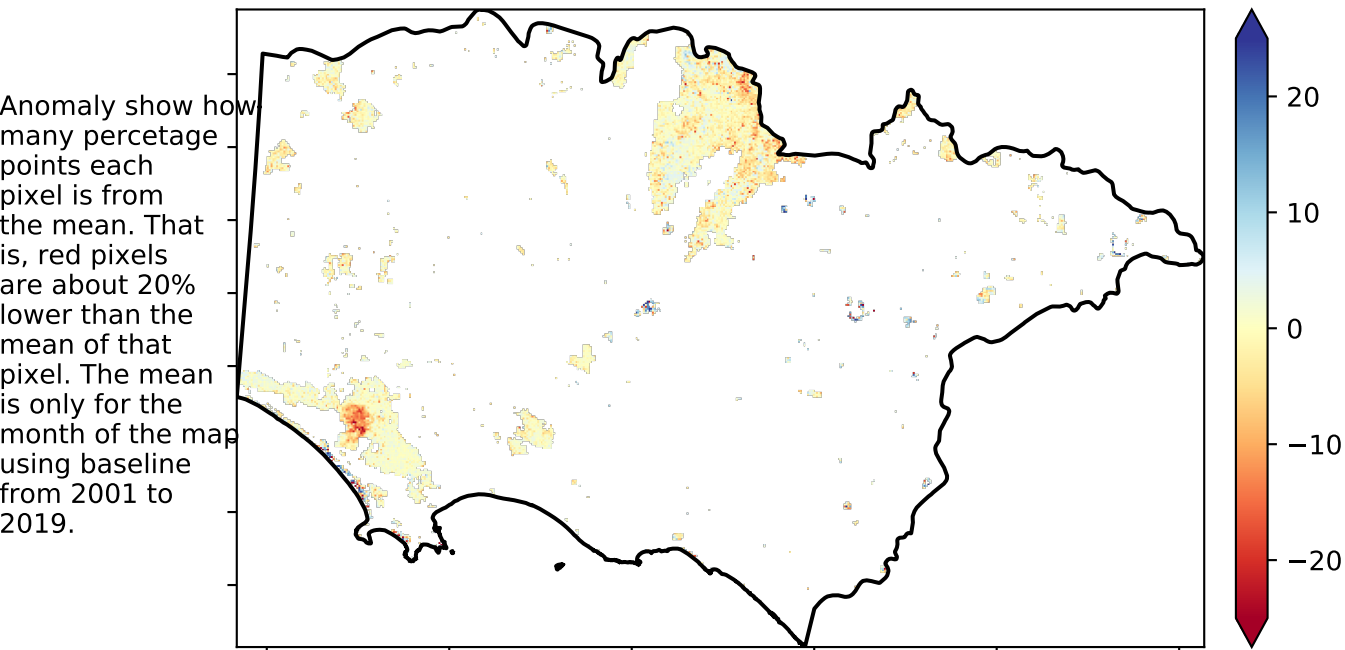 Anomaly show how
many percetage
points each
pixel is from
the mean. That
is, red pixels
are about 20%
lower than the
mean of that
pixel. The mean
is only for the
month of the map
using baseline
from 2001 to
2019.
20
10
0
−10
−20